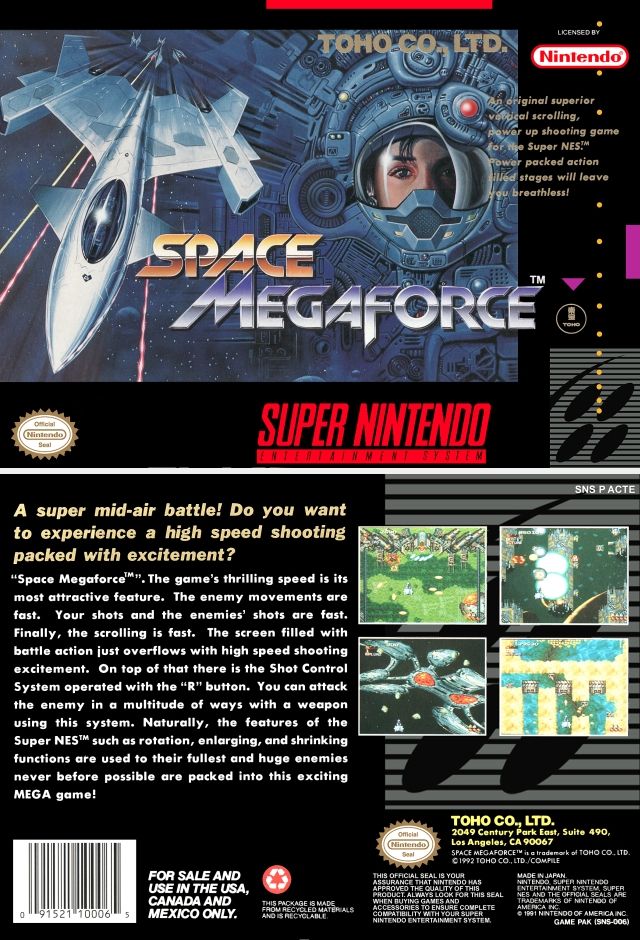 TOHO CO., LTD.
LICENSED BY
Nintendo
An original superior
vertical scrolling,
power up shooting game
for the Super NES.™
Power packed action
filled stages will leave
you breathless!
SPACE
MEGAFORCE™
TOHO
Official
Nintendo
Seal
SUPER NINTENDO
ENTERTAINMENT SYSTEM
SNS P ACTE
A super mid-air battle! Do you want
to experience a high speed shooting
packed with excitement?
"Space Megaforce™". The game's thrilling speed is its
most attractive feature. The enemy movements are
fast. Your shots and the enemies' shots are fast.
Finally, the scrolling is fast. The screen filled with
battle action just overflows with high speed shooting
excitement. On top of that there is the Shot Control
System operated with the "R" button. You can attack
the enemy in a multitude of ways with a weapon
using this system. Naturally, the features of the
Super NES™ such as rotation, enlarging, and shrinking
functions are used to their fullest and huge enemies
never before possible are packed into this exciting
MEGA game!
TOHO CO., LTD.
2049 Century Park East, Suite 490,
Los Angeles, CA 90067
SPACE MEGAFORCE™ is a trademark of TOHO CO., LTD.
©1992 TOHO CO., LTD./COMPILE
Official
Nintendo
Seal
0 91521 10006 5
FOR SALE AND
USE IN THE USA,
CANADA AND
MEXICO ONLY.
THIS PACKAGE IS MADE
FROM RECYCLED MATERIALS
AND IS RECYCLABLE.
THIS OFFICIAL SEAL IS YOUR
ASSURANCE THAT NINTENDO HAS
APPROVED THE QUALITY OF THIS
PRODUCT. ALWAYS LOOK FOR THIS SEAL
WHEN BUYING GAMES AND
ACCESSORIES TO ENSURE COMPLETE
COMPATIBILITY WITH YOUR SUPER
NINTENDO ENTERTAINMENT SYSTEM.
MADE IN JAPAN.
NINTENDO, SUPER NINTENDO
ENTERTAINMENT SYSTEM, SUPER
NES AND THE OFFICIAL SEALS ARE
TRADEMARKS OF NINTENDO OF
AMERICA INC.
© 1991 NINTENDO OF AMERICA INC.
GAME PAK (SNS-006)